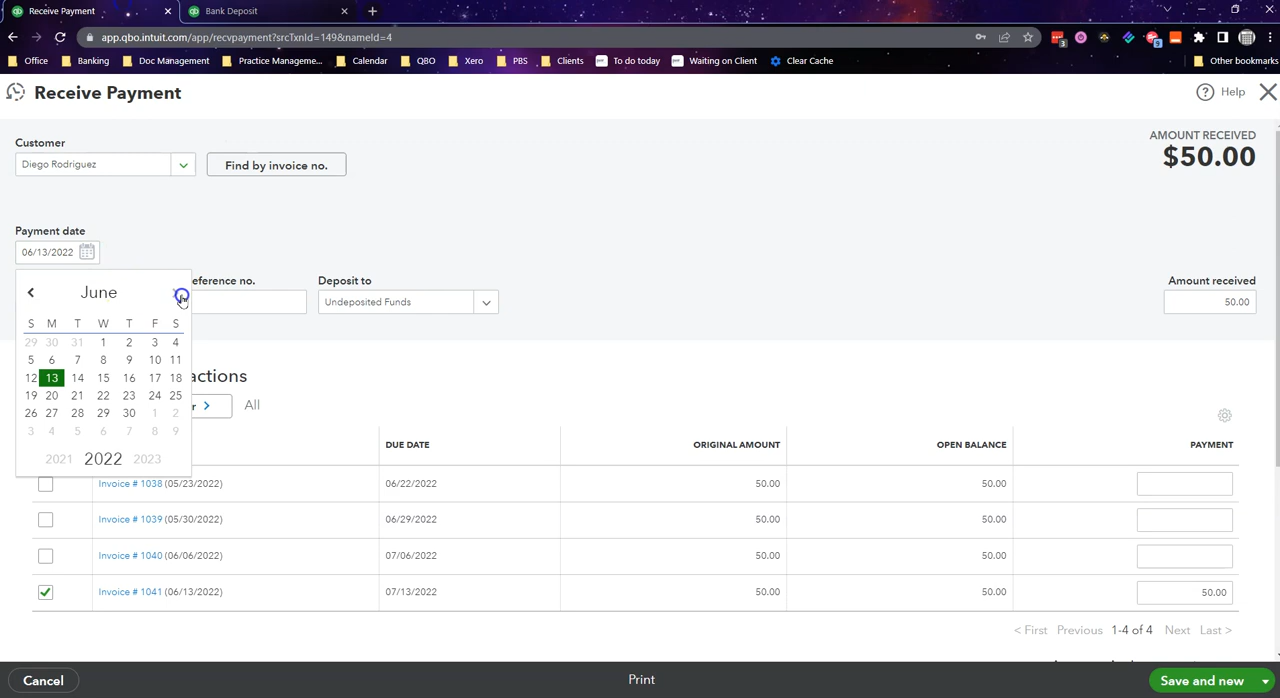 Receive Payment
Bank Deposit
app.qbo.intuit.com/app/recvpayment?srcTxnId=149&nameId=4
3
9
Office Banking Doc Management Practice Manageme... Calendar QBO Xero PBS Clients To do today Waiting on Client Clear Cache Other bookmarks
Receive Payment
Help
Customer
Diego Rodriguez
Find by invoice no.
AMOUNT RECEIVED
$50.00
Payment date
06/13/2022
June
S M T W T F S
29 30 31 1 2 3 4
5 6 7 8 9 10 11
12 13 14 15 16 17 18
19 20 21 22 23 24 25
26 27 28 29 30 1 2
3 4 5 6 7 8 9
2021 2022 2023
eference no.
Deposit to
Undeposited Funds
Amount received
50.00
actions
r > All
DUE DATE ORIGINAL AMOUNT OPEN BALANCE PAYMENT
Invoice # 1038 (05/23/2022) 06/22/2022 50.00 50.00
Invoice # 1039 (05/30/2022) 06/29/2022 50.00 50.00
Invoice # 1040 (06/06/2022) 07/06/2022 50.00 50.00
Invoice # 1041 (06/13/2022) 07/13/2022 50.00 50.00 50.00
< First Previous 1-4 of 4 Next Last >
Cancel Print Save and new